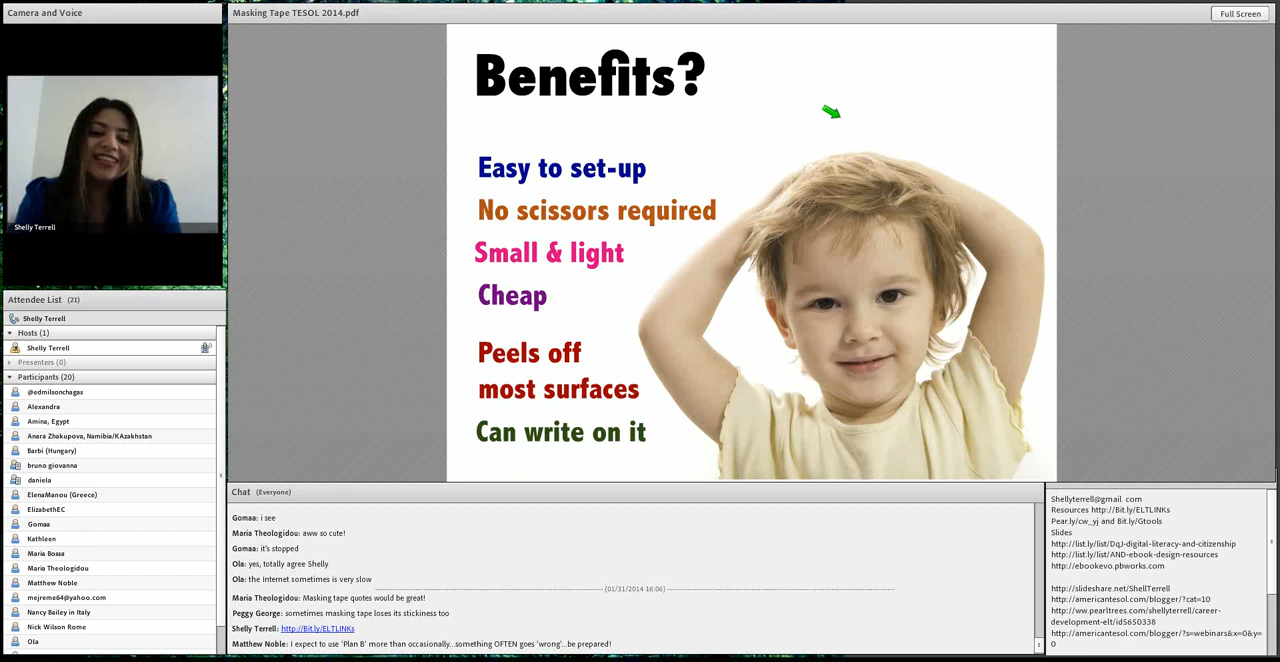 Camera and Voice
Shelly Terrell
Attendee List (21)
Shelly Terrell
Hosts (1)
Shelly Terrell
Presenters (0)
Participants (20)
@edmilsonchagas
Alexandra
Amina, Egypt
Anara Zhakupova, Namibia/KAzakhstan
Barbi (Hungary)
bruno giovanna
daniela
ElenaManou (Greece)
ElizabethEC
Gomaa
Kathleen
Maria Bossa
Maria Theologidou
Matthew Noble
mejreme64@yahoo.com
Nancy Bailey in Italy
Nick Wilson Rome
Ola
Masking Tape TESOL 2014.pdf
Full Screen
Benefits?
Easy to set-up
No scissors required
Small & light
Cheap
Peels off
most surfaces
Can write on it
Chat (Everyone)
Gomaa: i see
Maria Theologidou: aww so cute!
Gomaa: it's stopped
Ola: yes, totally agree Shelly
Ola: the Internet sometimes is very slow
[01/31/2014 16:06]
Maria Theologidou: Masking tape quotes would be great!
Peggy George: sometimes masking tape loses its stickiness too
Shelly Terrell: http://Bit.ly/ELTLINKs
Matthew Noble: I expect to use 'Plan B' more than occasionally...something OFTEN goes 'wrong'...be prepared!
Shellyterrell@gmail. com
Resources http://Bit.ly/ELTLINKs
Pear.ly/cw_yj and Bit.ly/Gtools
Slides
http://list.ly/list/DqJ-digital-literacy-and-citizenship
http://list.ly/list/AND-ebook-design-resources
http://ebookevo.pbworks.com
http://slideshare.net/ShellTerrell
http://americantesol.com/blogger/?cat=10
http://ww.pearltrees.com/shellyterrell/career-
development-elt/id5650338
http://americantesol.com/blogger/?s=webinars&x=0&y=
0